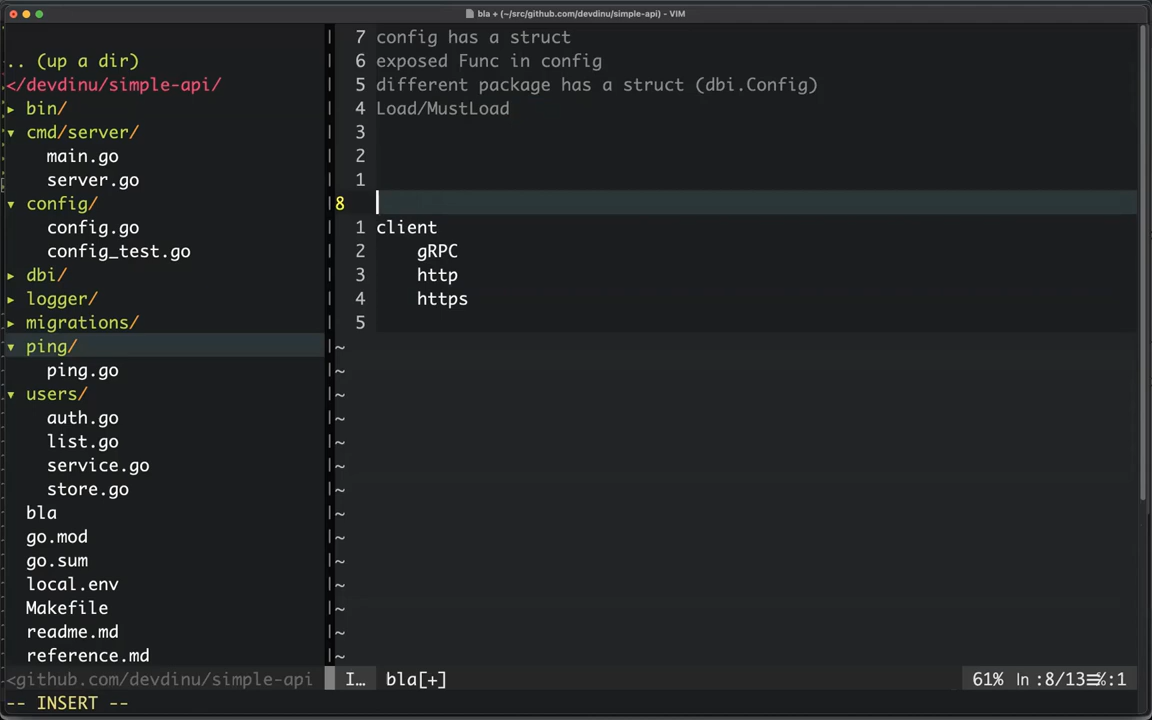 bla + (~/src/github.com/devdinu/simple-api) - VIM
.. (up a dir)
</devdinu/simple-api/
▸ bin/
▾ cmd/server/
main.go
server.go
▾ config/
config.go
config_test.go
▸ dbi/
▸ logger/
▸ migrations/
▾ ping/
ping.go
▾ users/
auth.go
list.go
service.go
store.go
bla
go.mod
go.sum
local.env
Makefile
readme.md
reference.md
<github.com/devdinu/simple-api
7 config has a struct
6 exposed Func in config
5 different package has a struct (dbi.Config)
4 Load/MustLoad
3
2
1
8
1 client
2 gRPC
3 http
4 https
5
~
~
~
~
~
~
~
~
~
~
~
~
~
~
I… bla[+] 61% ln :8/13≡%:1
-- INSERT --